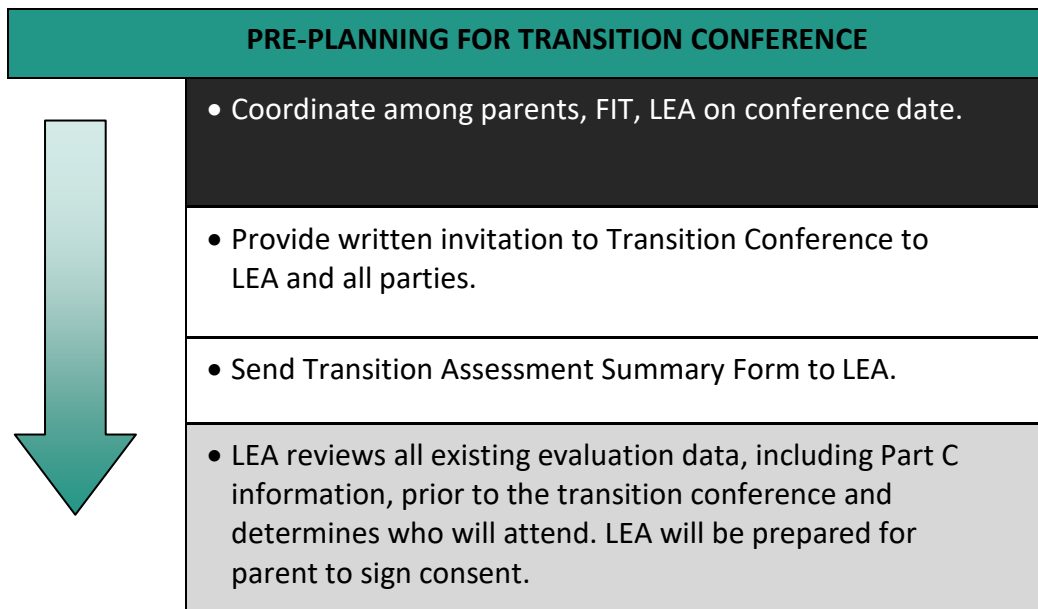 PRE-PLANNING FOR TRANSITION CONFERENCE
• Coordinate among parents, FIT, LEA on conference date.
• Provide written invitation to Transition Conference to
LEA and all parties.
• Send Transition Assessment Summary Form to LEA.
• LEA reviews all existing evaluation data, including Part C
information, prior to the transition conference and
determines who will attend. LEA will be prepared for
parent to sign consent.